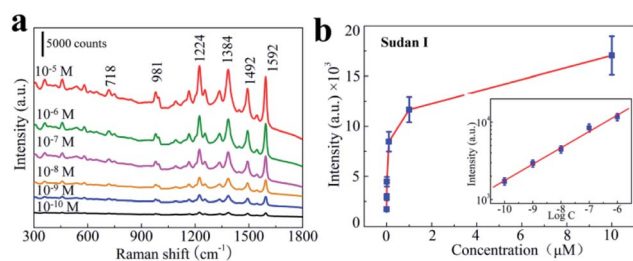 a
5000 counts
718
981
1224
1384
1492
1592
10⁻⁵ M
10⁻⁶ M
10⁻⁷ M
10⁻⁸ M
10⁻⁹ M
10⁻¹⁰ M
Intensity (a.u.)
300 600 900 1200 1500 1800
Raman shift (cm⁻¹)
b
Sudan I
20
15
10
5
0
Intensity (a.u.) ×10³
0 2 4 6 8 10
Concentration (μM)
10⁴
10³
Intensity (a.u.)
-10 -9 -8 -7 -6
Log C